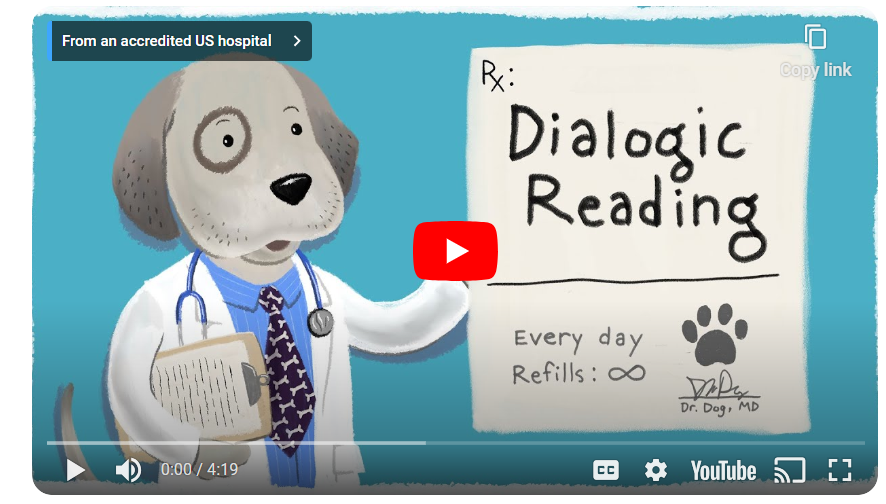 From an accredited US hospital
Copy link
Rx:
Dialogic
Reading
Every day
Refills: ∞
Dr. Dog, MD
0:00 / 4:19
CC
YouTube